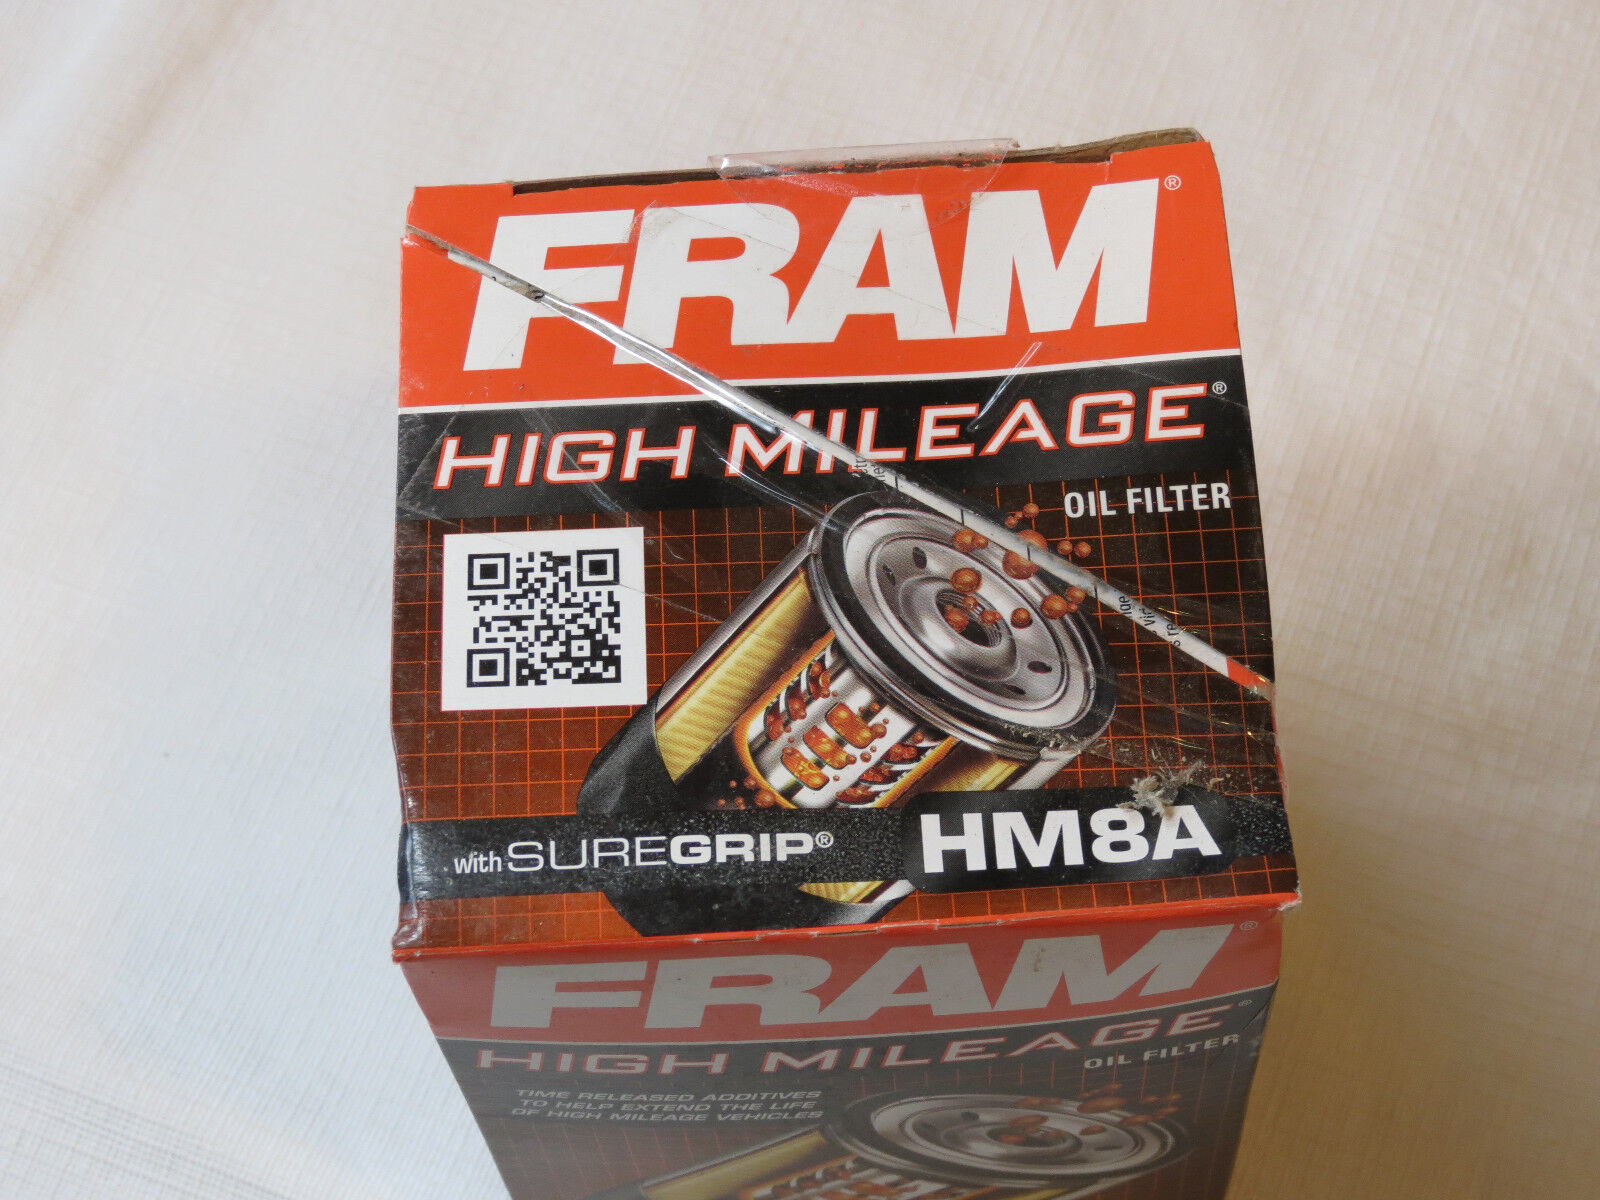 FRAM®
HIGH MILEAGE®
OIL FILTER
with SUREGRIP®
HM8A
FRAM®
HIGH MILEAGE®
OIL FILTER
TIME RELEASED ADDITIVES
TO HELP EXTEND THE LIFE
OF HIGH MILEAGE VEHICLES